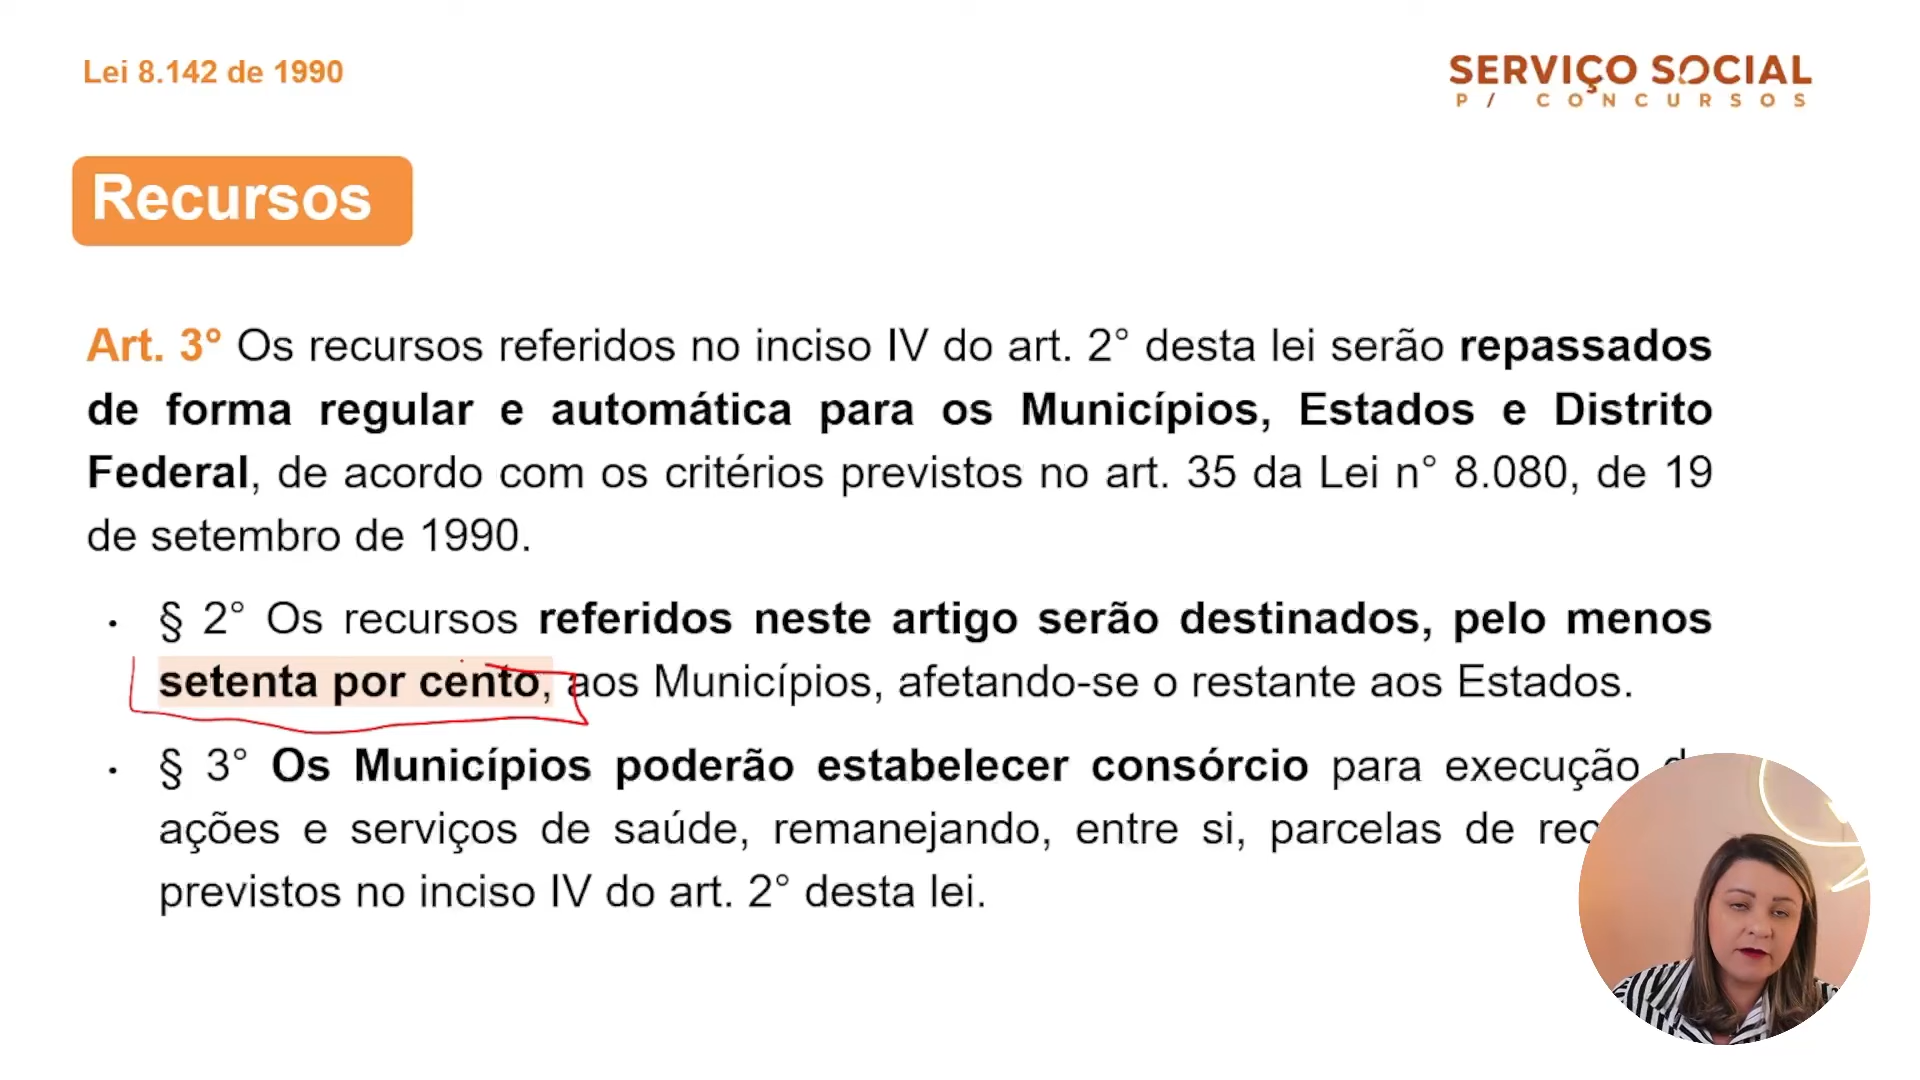 Lei 8.142 de 1990
SERVIÇO SOCIAL
P / CONCURSOS
Recursos
Art. 3° Os recursos referidos no inciso IV do art. 2° desta lei serão repassados
de forma regular e automática para os Municípios, Estados e Distrito
Federal, de acordo com os critérios previstos no art. 35 da Lei n° 8.080, de 19
de setembro de 1990.
· § 2° Os recursos referidos neste artigo serão destinados, pelo menos
setenta por cento, aos Municípios, afetando-se o restante aos Estados.
· § 3° Os Municípios poderão estabelecer consórcio para execução
ações e serviços de saúde, remanejando, entre si, parcelas de
previstos no inciso IV do art. 2° desta lei.